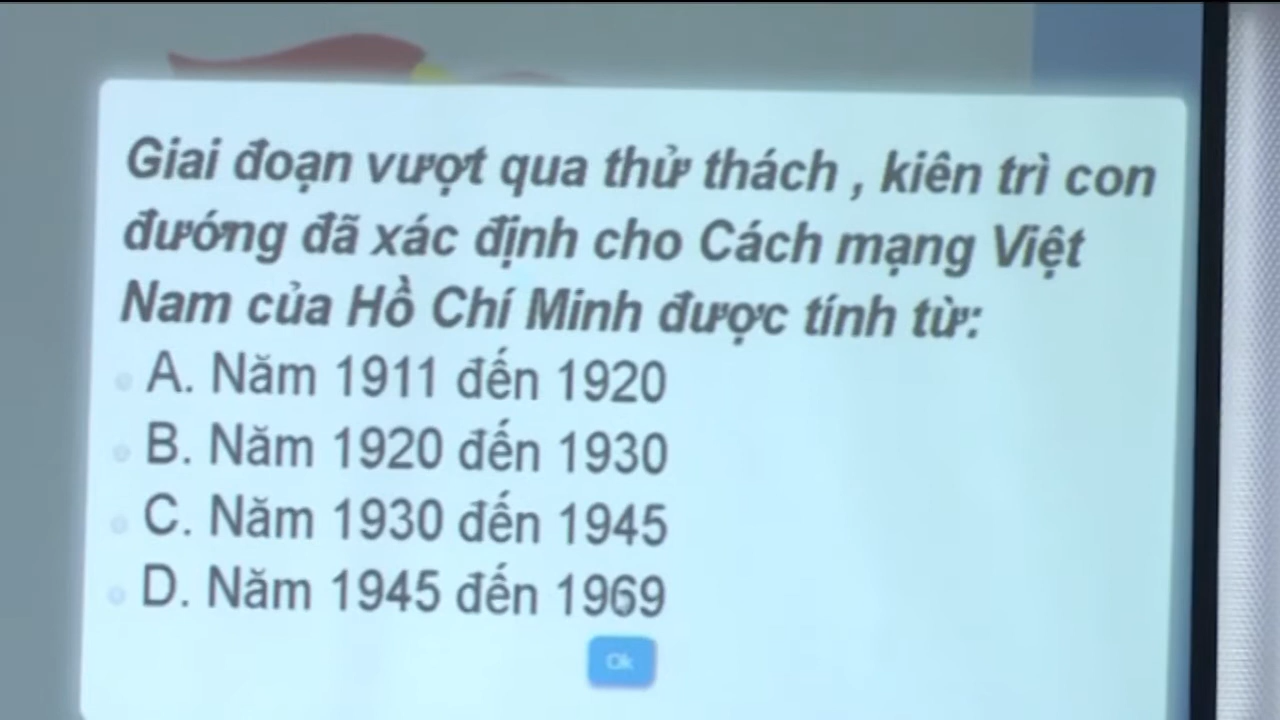 Giai đoạn vượt qua thử thách , kiên trì con
đướng đã xác định cho Cách mạng Việt
Nam của Hồ Chí Minh được tính từ:
A. Năm 1911 đến 1920
B. Năm 1920 đến 1930
C. Năm 1930 đến 1945
D. Năm 1945 đến 1969
Ok